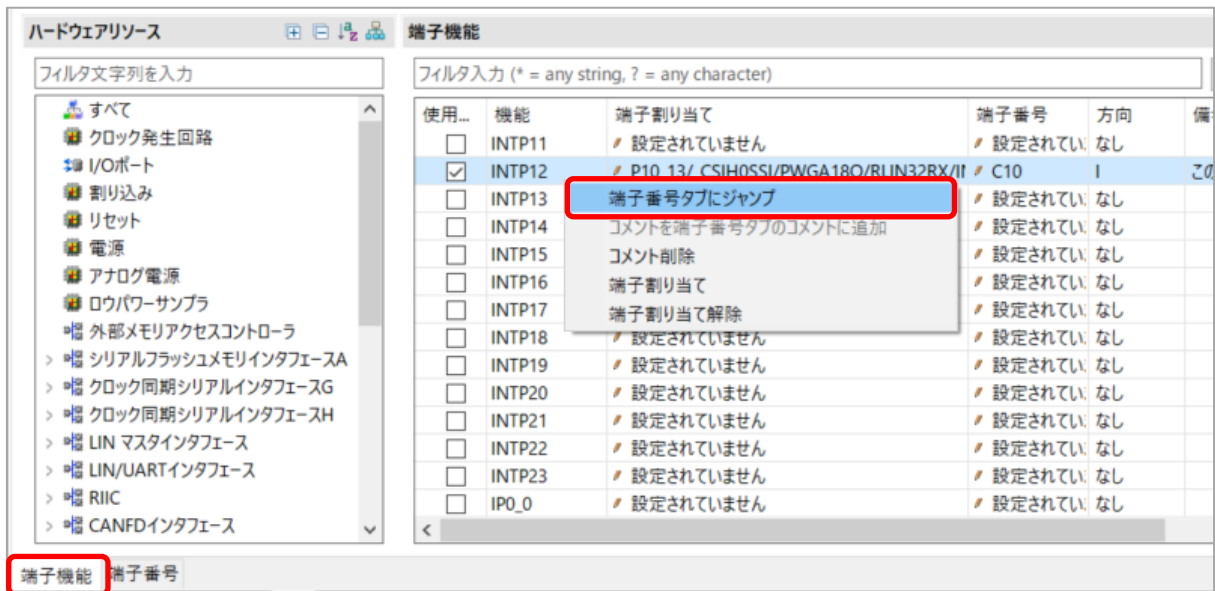 ハードウェアリソース
フィルタ文字列を入力
すべて
クロック発生回路
I/Oポート
割り込み
リセット
電源
アナログ電源
ロウパワーサンプラ
外部メモリアクセスコントローラ
シリアルフラッシュメモリインタフェースA
クロック同期シリアルインタフェースG
クロック同期シリアルインタフェースH
LIN マスタインタフェース
LIN/UARTインタフェース
RIIC
CANFDインタフェース
端子機能
フィルタ入力 (* = any string, ? = any character)
使用... 機能 端子割り当て 端子番号 方向 備
INTP11 設定されていません 設定されてい なし
INTP12 P10_13/ CSIH0SSI/PWGA18O/RLIN32RX/I C10 I この
INTP13 設定されてい なし
INTP14 設定されてい なし
INTP15 設定されてい なし
INTP16 設定されてい なし
INTP17 設定されてい なし
INTP18 設定されていません 設定されてい なし
INTP19 設定されていません 設定されてい なし
INTP20 設定されていません 設定されてい なし
INTP21 設定されていません 設定されてい なし
INTP22 設定されていません 設定されてい なし
INTP23 設定されていません 設定されてい なし
IP0_0 設定されていません 設定されてい なし
端子番号タブにジャンプ
コメントを端子番号タブのコメントに追加
コメント削除
端子割り当て
端子割り当て解除
端子機能 端子番号